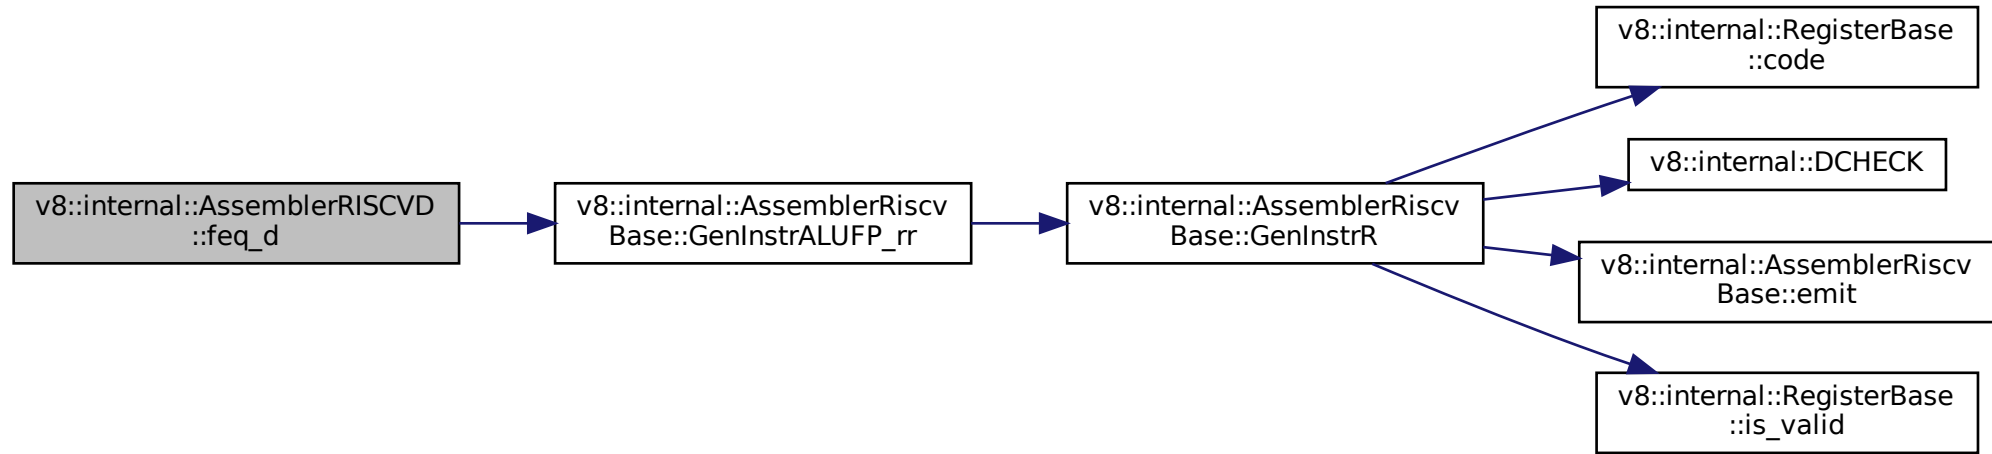 v8::internal::AssemblerRISCVD
::feq_d
v8::internal::AssemblerRiscv
Base::GenInstrALUFP_rr
v8::internal::AssemblerRiscv
Base::GenInstrR
v8::internal::RegisterBase
::code
v8::internal::DCHECK
v8::internal::AssemblerRiscv
Base::emit
v8::internal::RegisterBase
::is_valid